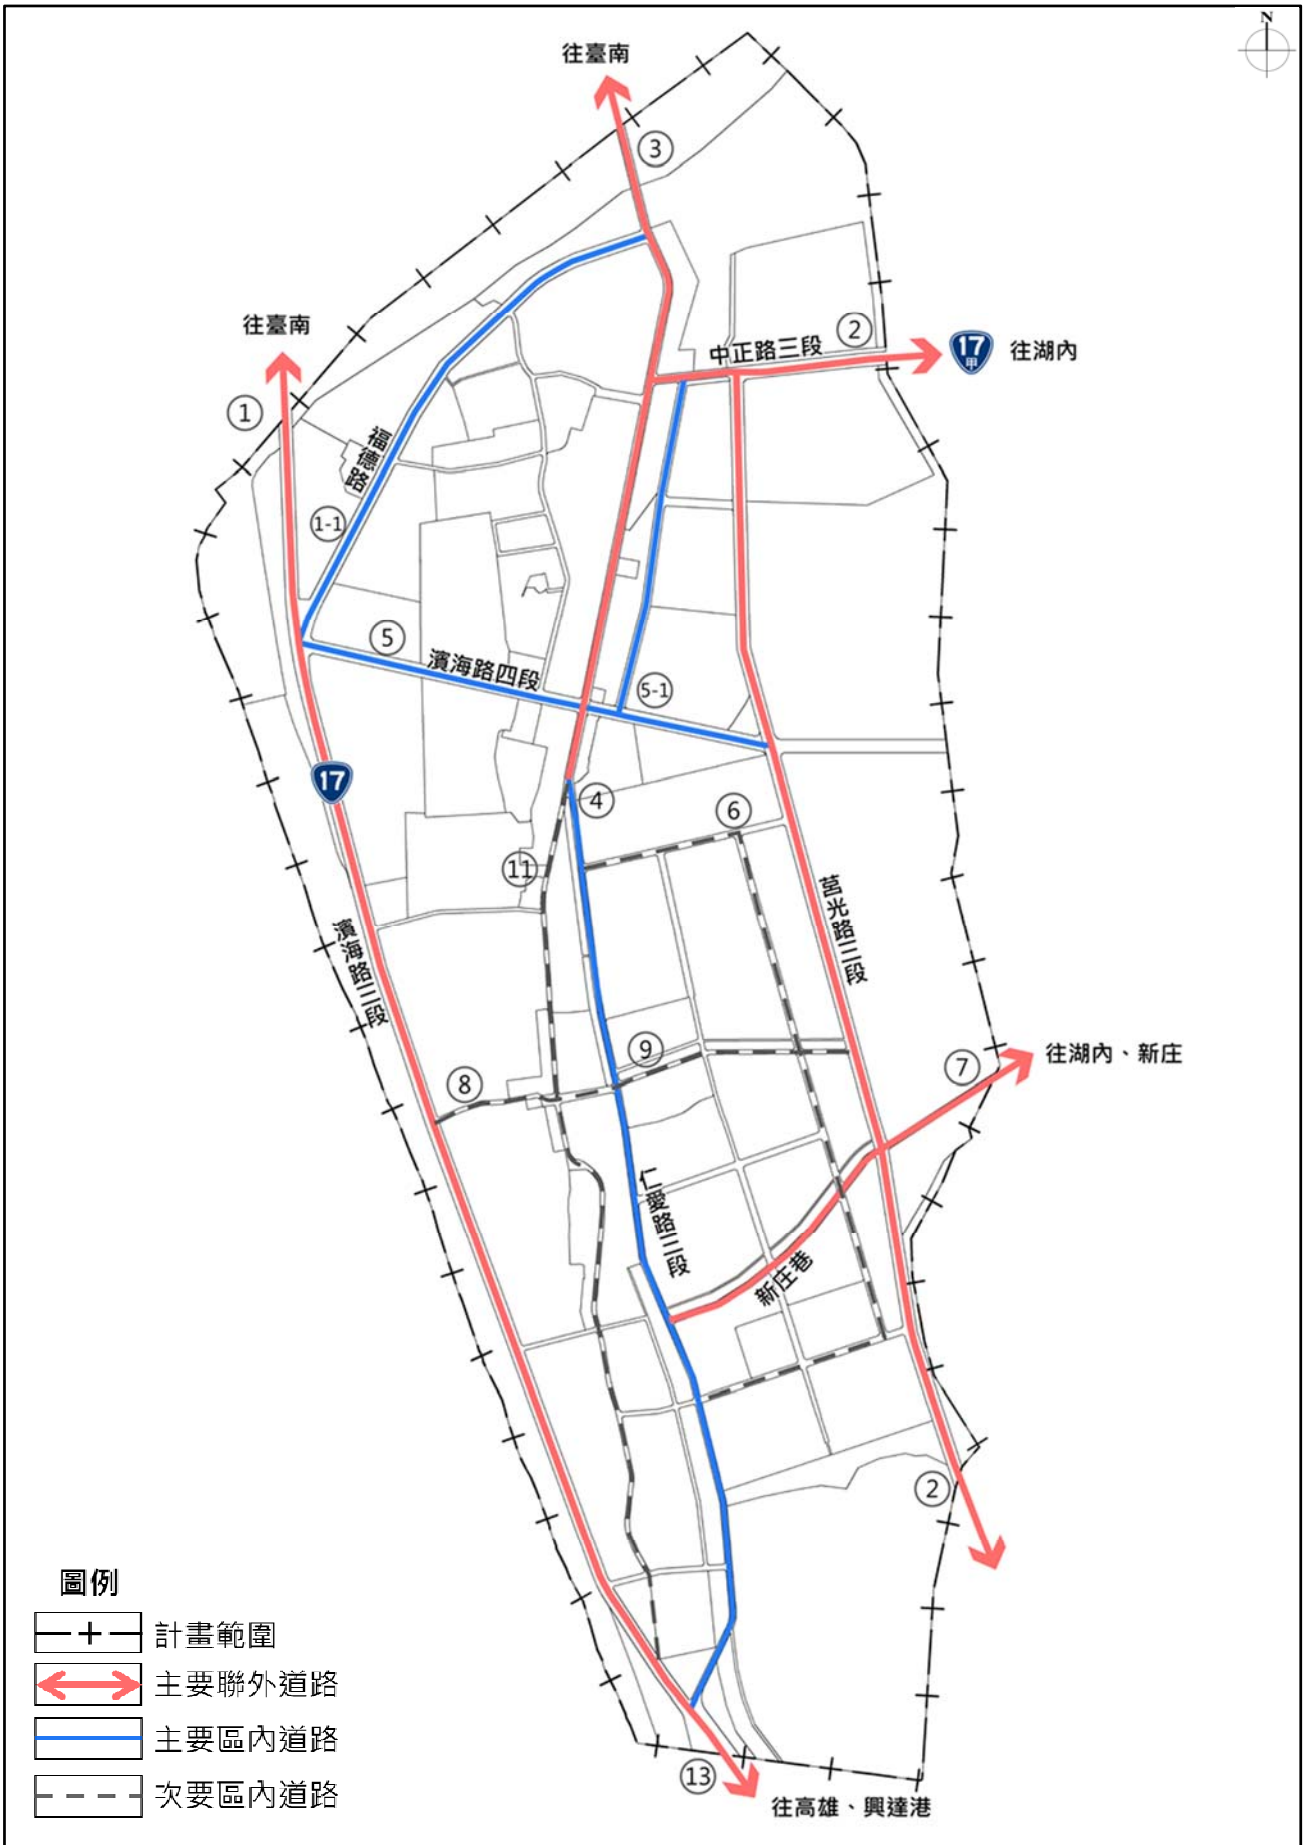 N
往臺南
3
往臺南
中正路三段
2
17
甲
往湖內
1
福德路
1-1
5
濱海路四段
5-1
17
4
6
11
莒光路三段
濱海路三段
9
8
7
往湖內、新庄
仁愛路三段
新庄巷
2
13
往高雄、興達港
圖例
計畫範圍
主要聯外道路
主要區內道路
次要區內道路